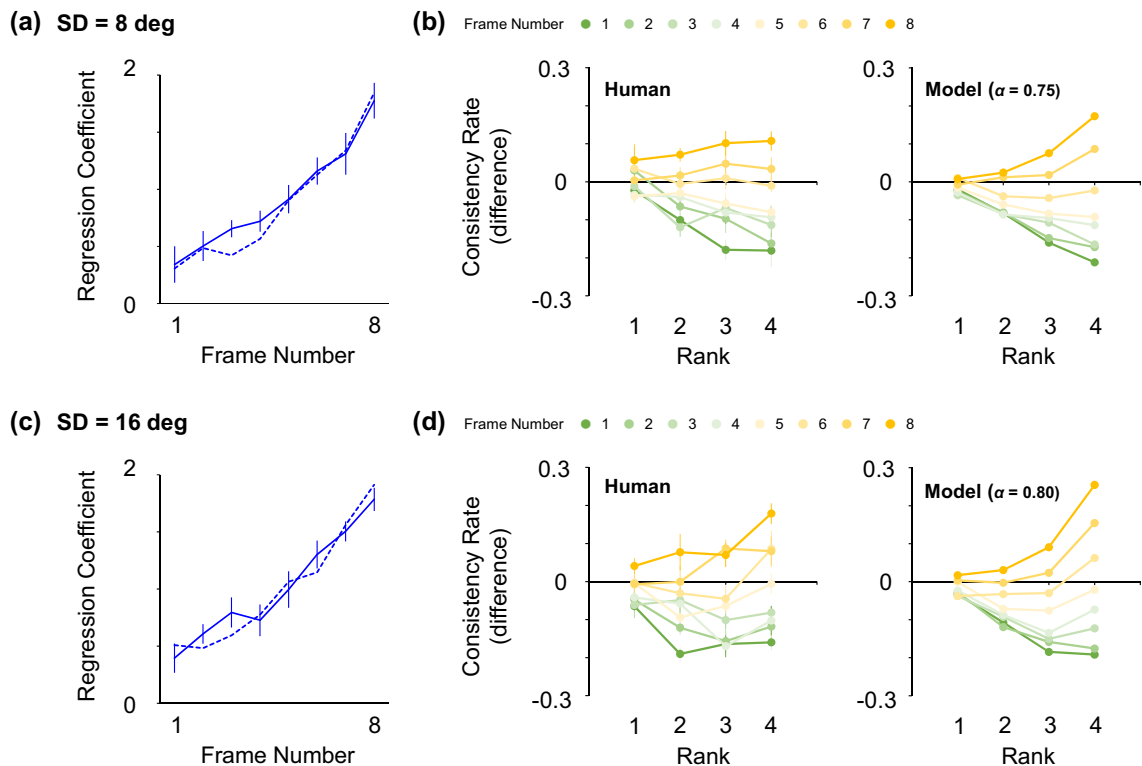 (a) SD = 8 deg
Regression Coefficient
2
0
1 8
Frame Number
(b) Frame Number 1 2 3 4 5 6 7 8
Consistency Rate
(difference)
0.3
0
-0.3
Human
1 2 3 4
Rank
0.3
0
-0.3
Model (α = 0.75)
1 2 3 4
Rank
(c) SD = 16 deg
Regression Coefficient
2
0
1 8
Frame Number
(d) Frame Number 1 2 3 4 5 6 7 8
Consistency Rate
(difference)
0.3
0
-0.3
Human
1 2 3 4
Rank
0.3
0
-0.3
Model (α = 0.80)
1 2 3 4
Rank